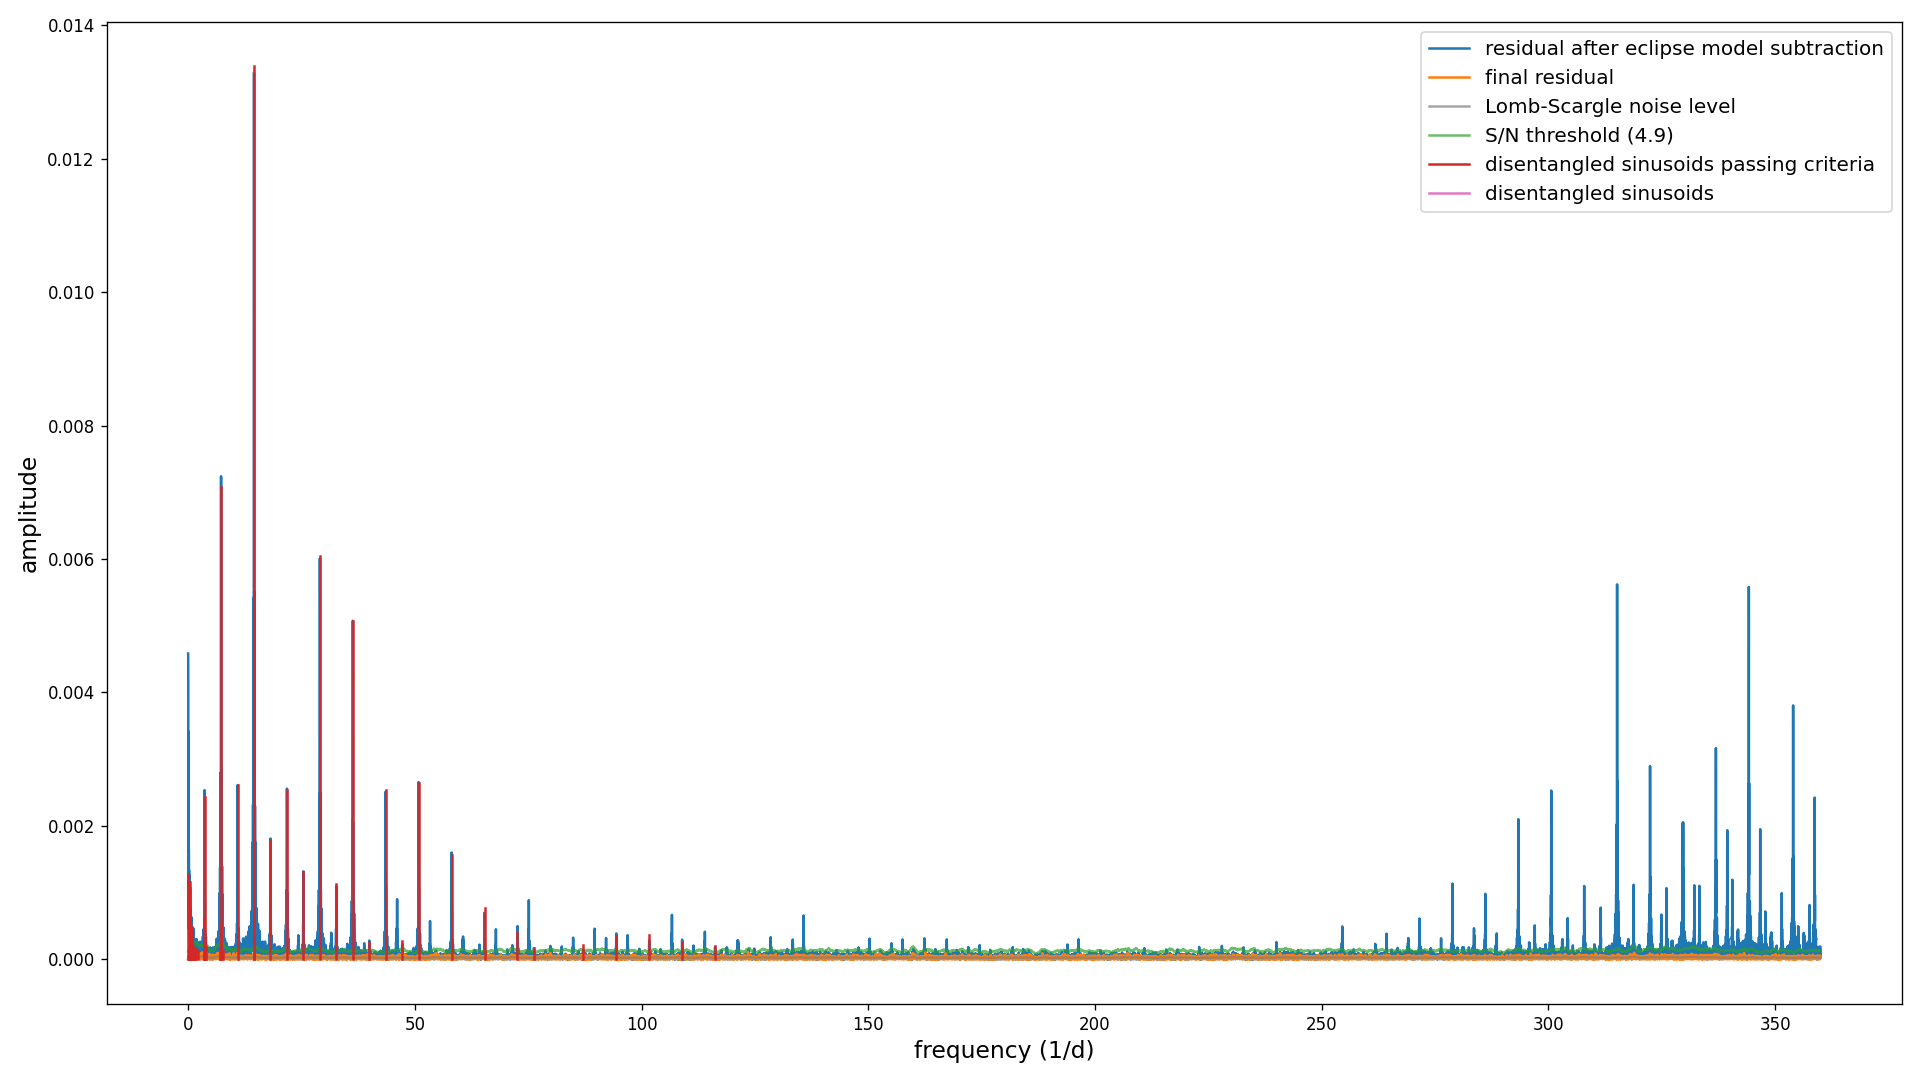 0.014
0.012
0.010
0.008
0.006
0.004
0.002
0.000
amplitude
residual after eclipse model subtraction
final residual
Lomb-Scargle noise level
S/N threshold (4.9)
disentangled sinusoids passing criteria
disentangled sinusoids
0 50 100 150 200 250 300 350
frequency (1/d)